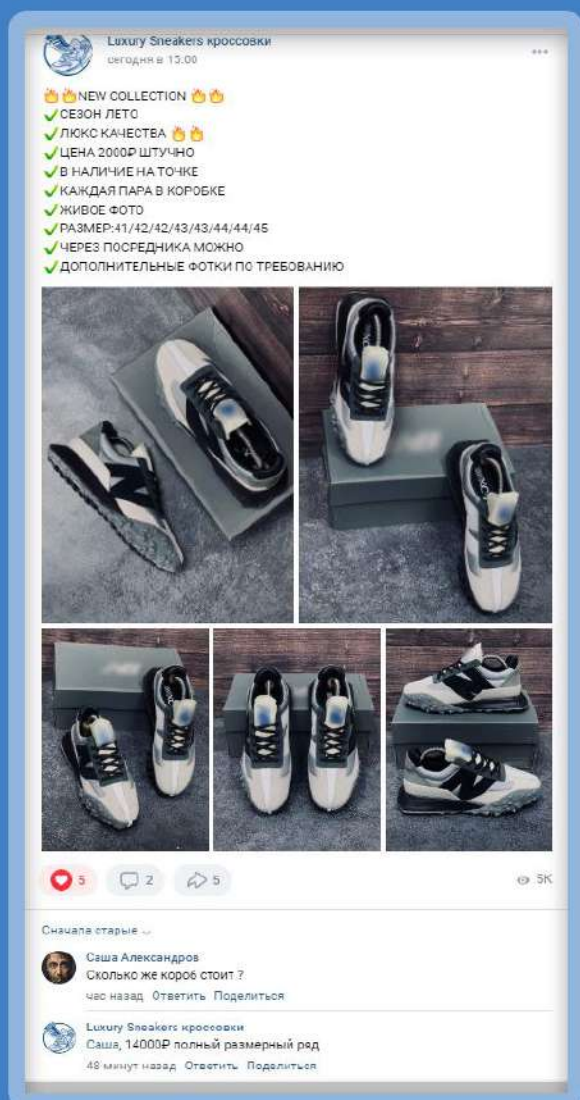 Luxury Sneakers кроссовки
сегодня в 15:00
NEW COLLECTION
СЕЗОН ЛЕТО
ЛЮКС КАЧЕСТВА
ЦЕНА 2000₽ ШТУЧНО
В НАЛИЧИЕ НА ТОЧКЕ
КАЖДАЯ ПАРА В КОРОБКЕ
ЖИВОЕ ФОТО
РАЗМЕР:41/42/42/43/43/44/44/45
ЧЕРЕЗ ПОСРЕДНИКА МОЖНО
ДОПОЛНИТЕЛЬНЫЕ ФОТКИ ПО ТРЕБОВАНИЮ
5 2 5 5K
Сначала старые
Саша Александров
Сколько же короб стоит ?
час назад Ответить Поделиться
Luxury Sneakers кроссовки
Саша, 14000₽ полный размерный ряд
48 минут назад Ответить Поделиться